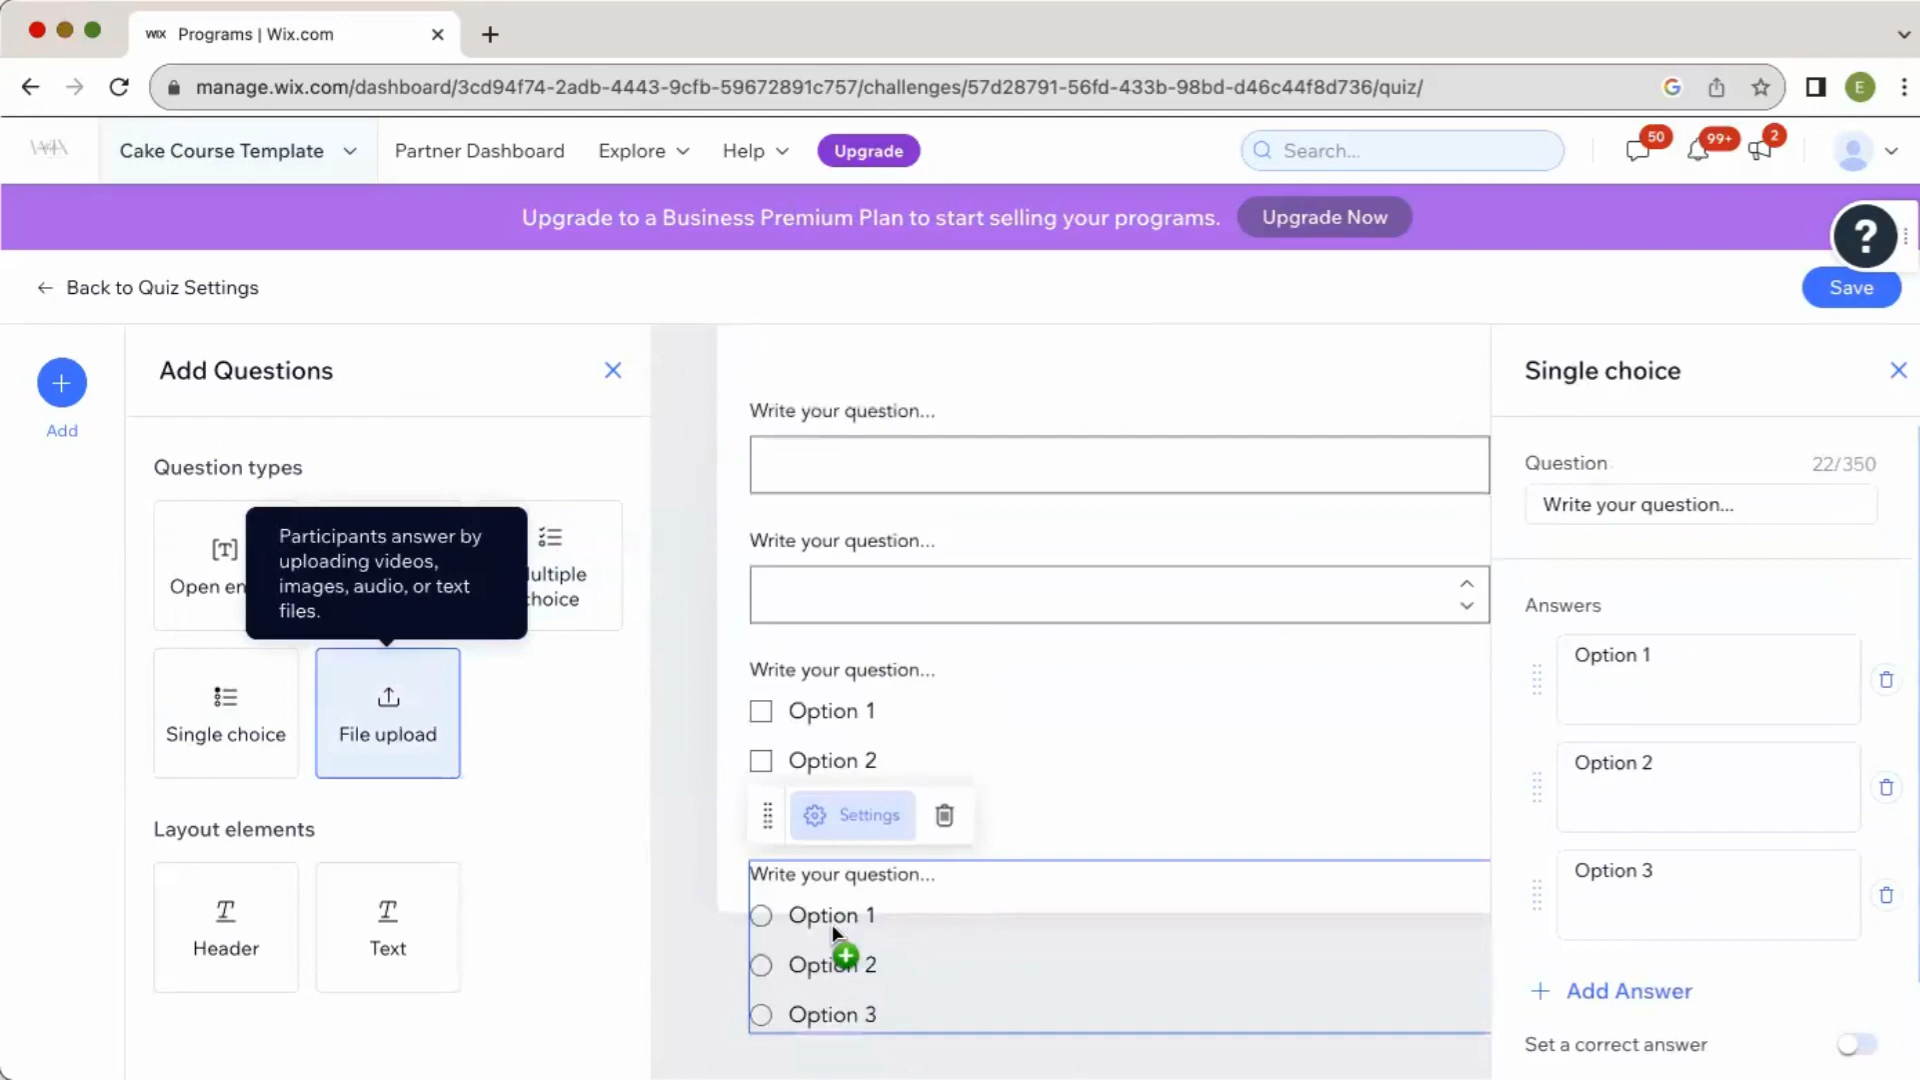 WIX Programs | Wix.com
manage.wix.com/dashboard/3cd94f74-2adb-4443-9cfb-59672891c757/challenges/57d28791-56fd-433b-98bd-d46c44f8d736/quiz/
E
WIX
Cake Course Template
Partner Dashboard
Explore
Help
Upgrade
Search...
50
99+
2
Upgrade to a Business Premium Plan to start selling your programs.
Upgrade Now
?
Back to Quiz Settings
Save
Add
Add Questions
Question types
Open en
Participants answer by
uploading videos,
images, audio, or text
files.
ultiple
hoice
Single choice
File upload
Layout elements
Header
Text
Write your question...
Write your question...
Write your question...
Option 1
Option 2
Settings
Write your question...
Option 1
Option 2
Option 3
Single choice
Question
22/350
Write your question...
Answers
Option 1
Option 2
Option 3
Add Answer
Set a correct answer